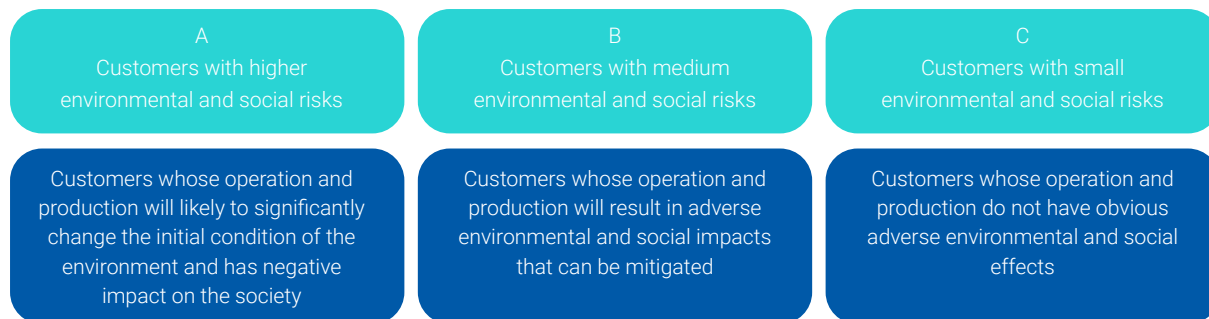 A
Customers with higher
environmental and social risks
B
Customers with medium
environmental and social risks
C
Customers with small
environmental and social risks
Customers whose operation and
production will likely to significantly
change the initial condition of the
environment and has negative
impact on the society
Customers whose operation and
production will result in adverse
environmental and social impacts
that can be mitigated
Customers whose operation and
production do not have obvious
adverse environmental and social
effects